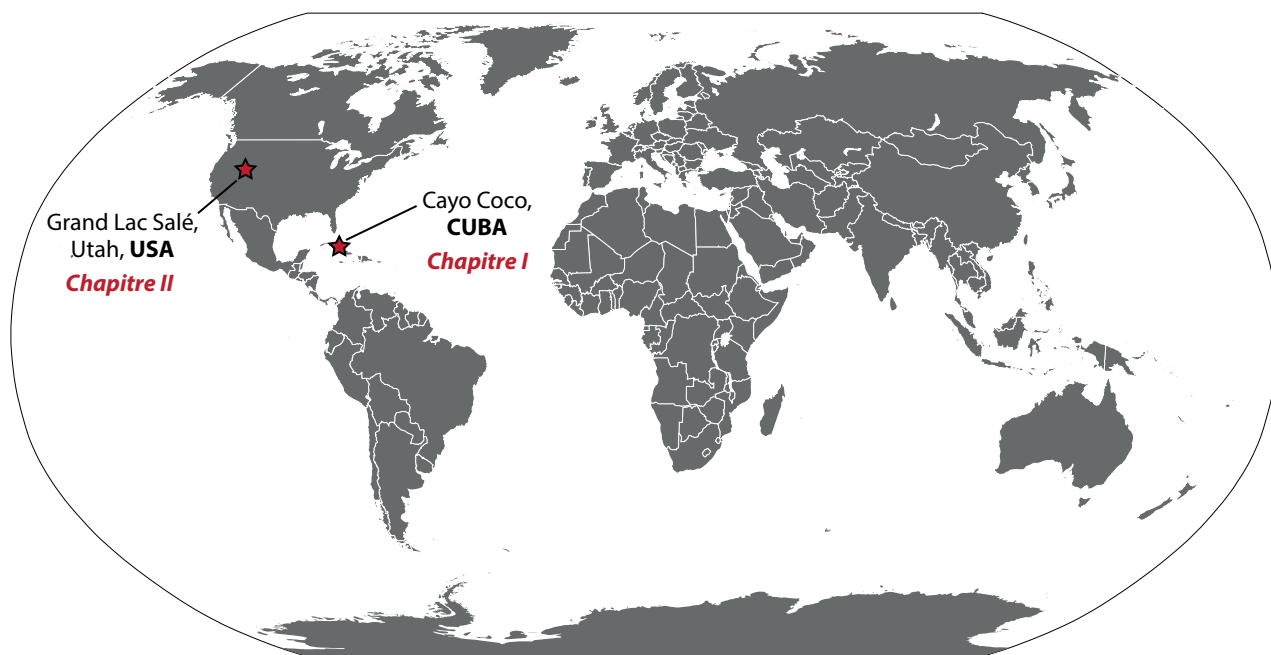 Grand Lac Salé,
Utah, USA
Chapitre II
Cayo Coco,
CUBA
Chapitre I